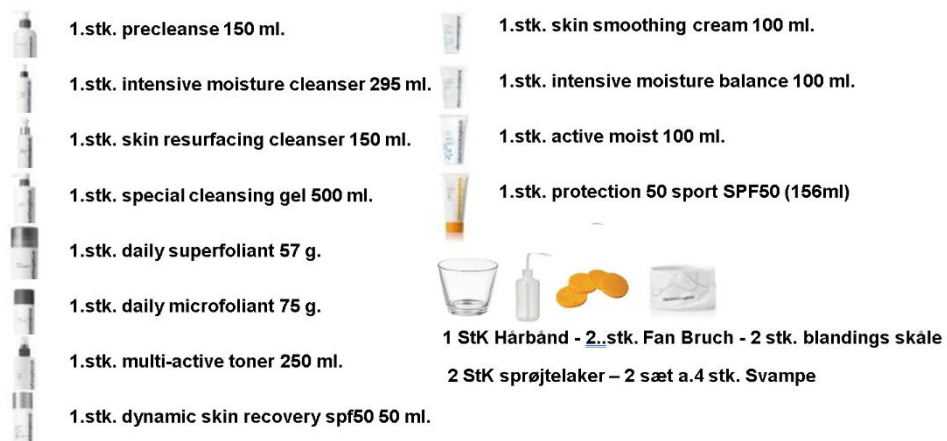 1.stk. precleanse 150 ml.
1.stk. intensive moisture cleanser 295 ml.
1.stk. skin resurfacing cleanser 150 ml.
1.stk. special cleansing gel 500 ml.
1.stk. daily superfoliant 57 g.
1.stk. daily microfoliant 75 g.
1.stk. multi-active toner 250 ml.
1.stk. dynamic skin recovery spf50 50 ml.
1.stk. skin smoothing cream 100 ml.
1.stk. intensive moisture balance 100 ml.
1.stk. active moist 100 ml.
1.stk. protection 50 sport SPF50 (156ml)
1 StK Hårbånd - 2..stk. Fan Bruch - 2 stk. blandings skåle
2 StK sprøjtelaker – 2 sæt a.4 stk. Svampe